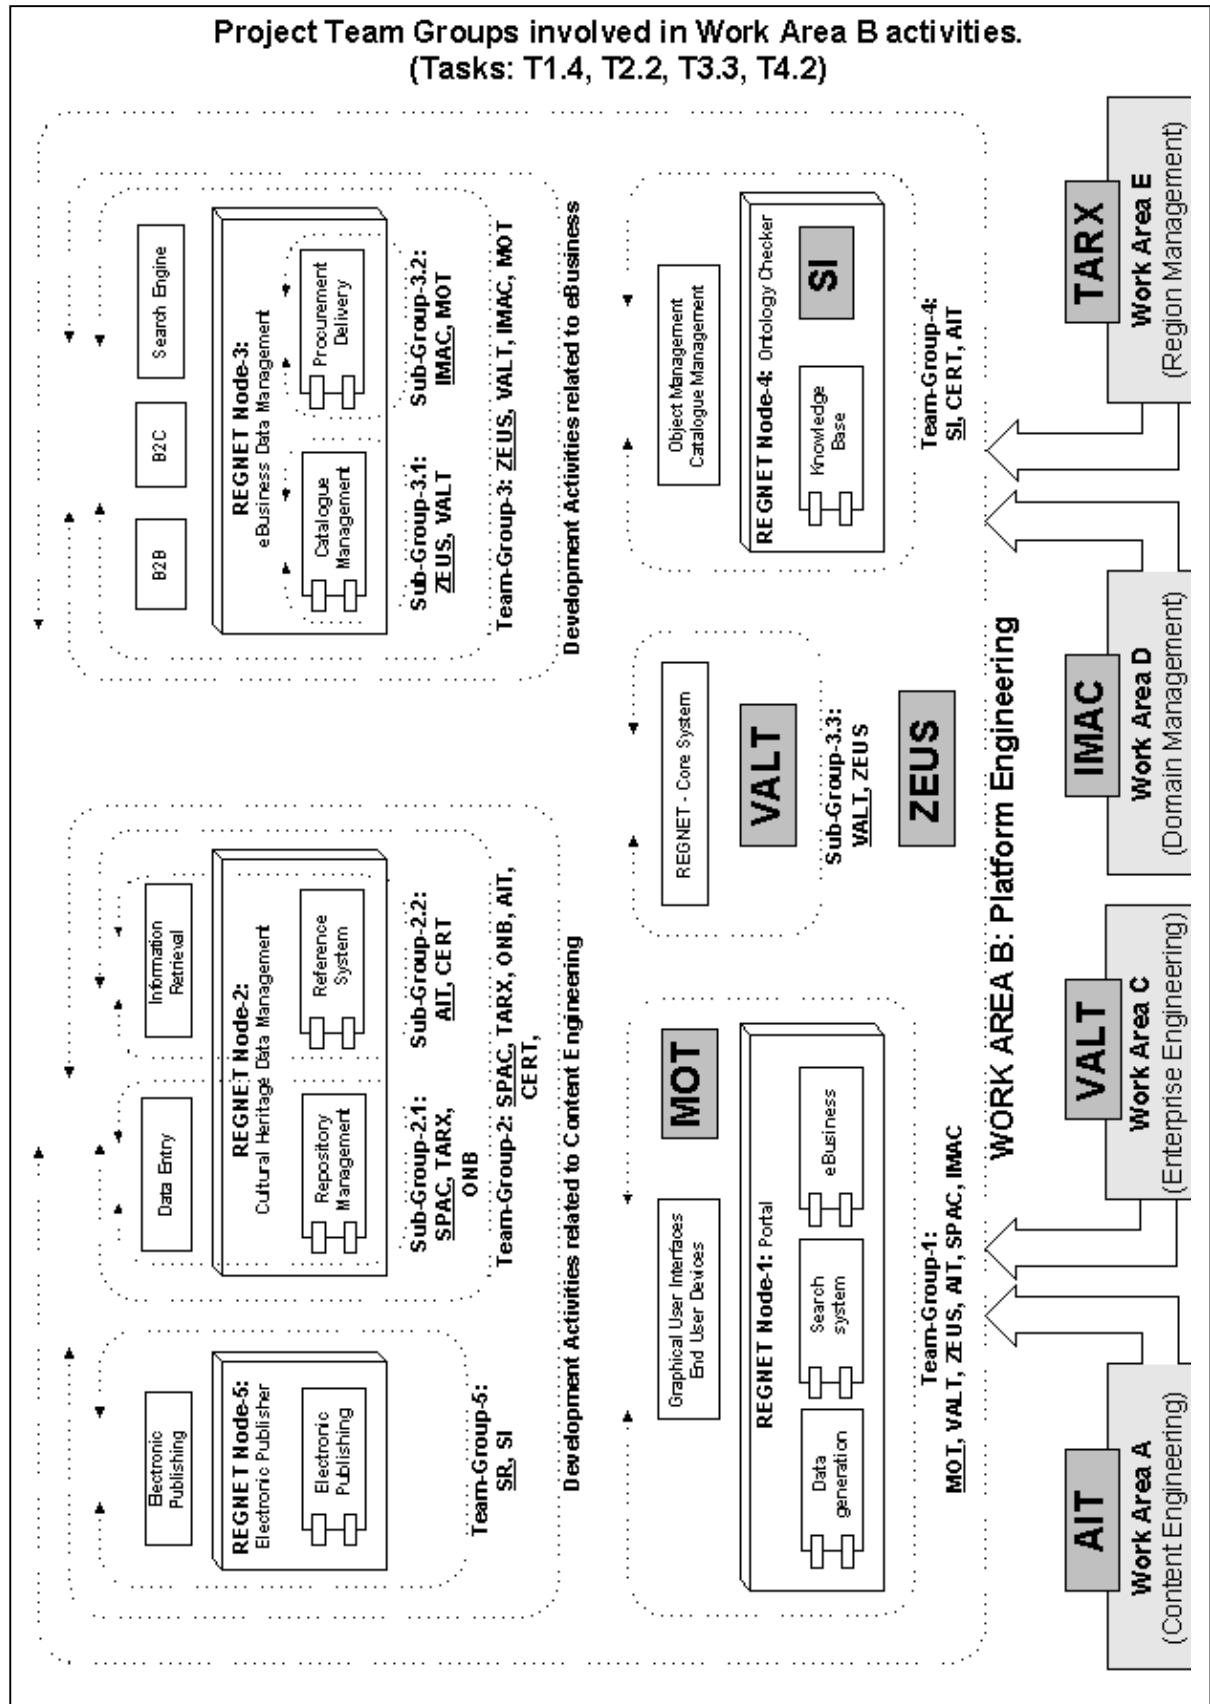 Project Team Groups involved in Work Area B activities.
(Tasks: T1.4, T2.2, T3.3, T4.2)
Electronic
Publishing
REGNET Node-5:
Electronic Publisher
Electronic
Publishing
Team-Group-5:
SR, SI
Data Entry
Information
Retrieval
REGNET Node-2:
Cultural Heritage Data Management
Repository
Management
Reference
System
Sub-Group-2.1:
SPAC, TARX,
ONB
Sub-Group-2.2:
AIT, CERT
Team-Group-2: SPAC, TARX, ONB, AIT,
CERT,
Development Activities related to Content Engineering
B2B
B2C
Search Engine
REGNET Node-3:
eBusiness Data Management
Catalogue
Management
Procurement
Delivery
Sub-Group-3.1:
ZEUS, VALT
Sub-Group-3.2:
IMAC, MOT
Team-Group-3: ZEUS, VALT, IMAC, MOT
Development Activities related to eBusiness
Graphical User Interfaces
End User Devices
MOT
REGNET Node-1: Portal
Data
generation
Search
system
eBusiness
Team-Group-1:
MOT, VALT, ZEUS, AIT, SPAC, IMAC
REGNET - Core System
VALT
Sub-Group-3.3:
VALT, ZEUS
ZEUS
Object Management
Catalogue Management
REGNET Node-4: Ontology Checker
Knowledge
Base
SI
Team-Group-4:
SI, CERT, AIT
WORK AREA B: Platform Engineering
AIT
Work Area A
(Content Engineering)
VALT
Work Area C
(Enterprise Engineering)
IMAC
Work Area D
(Domain Management)
TARX
Work Area E
(Region Management)